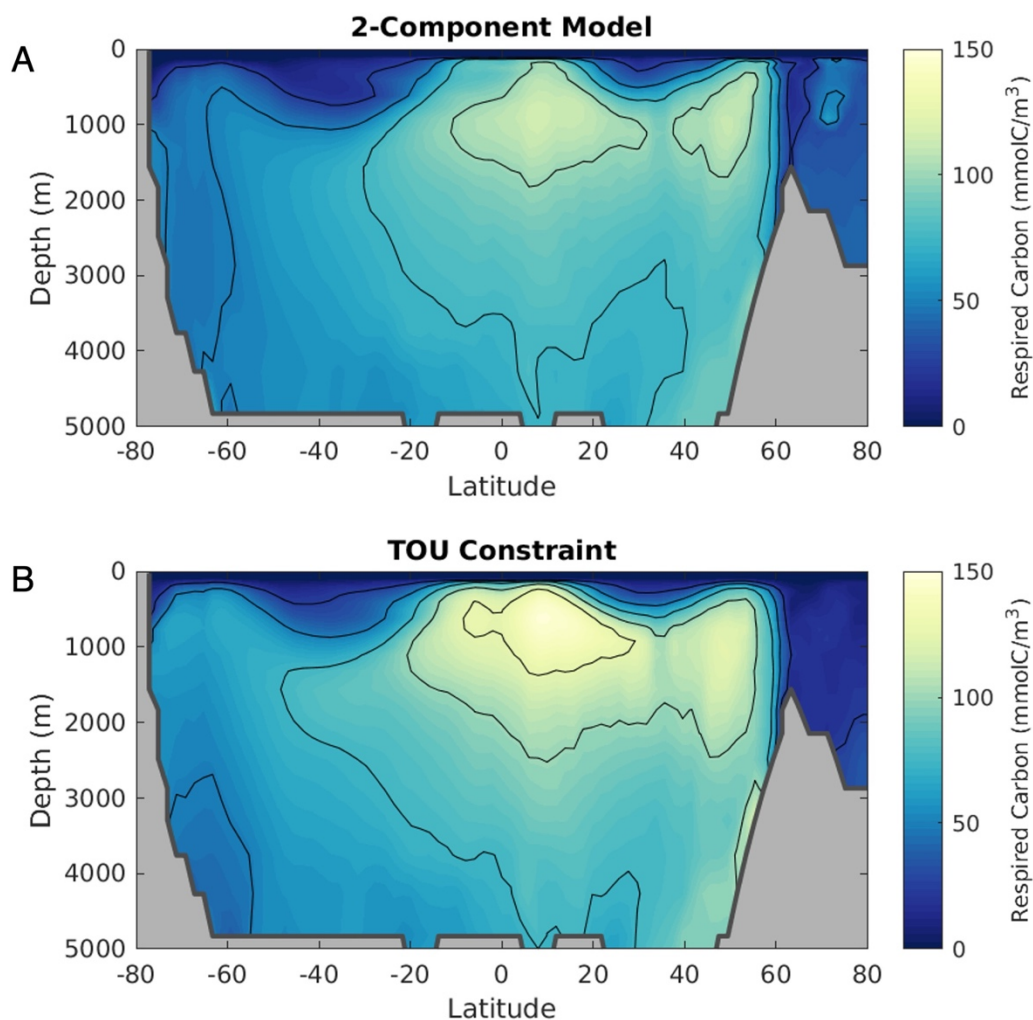 2-Component Model
A
0
1000
2000
3000
4000
5000
Depth (m)
-80 -60 -40 -20 0 20 40 60 80
Latitude
150
100
50
0
Respired Carbon (mmolC/m³)
TOU Constraint
B
0
1000
2000
3000
4000
5000
Depth (m)
-80 -60 -40 -20 0 20 40 60 80
Latitude
150
100
50
0
Respired Carbon (mmolC/m³)